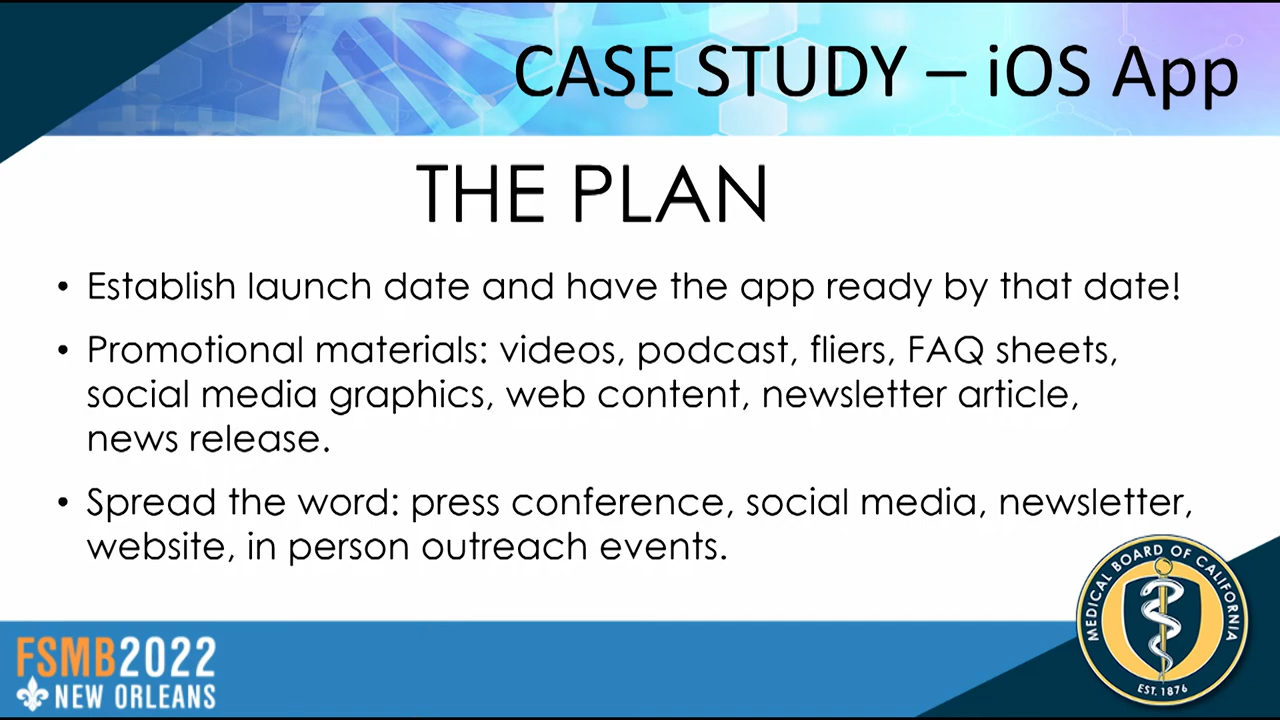 CASE STUDY – iOS App
THE PLAN
• Establish launch date and have the app ready by that date!
• Promotional materials: videos, podcast, fliers, FAQ sheets,
social media graphics, web content, newsletter article,
news release.
• Spread the word: press conference, social media, newsletter,
website, in person outreach events.
MEDICAL BOARD OF CALIFORNIA
EST. 1876
FSMB2022
NEW ORLEANS